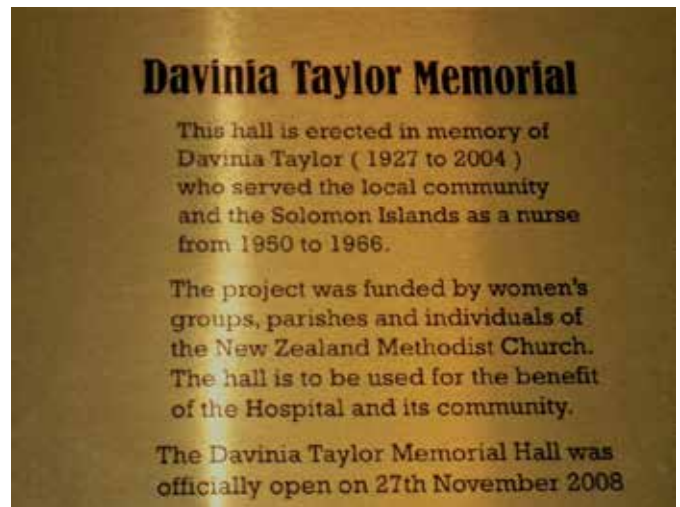 Davinia Taylor Memorial
This hall is erected in memory of
Davinia Taylor ( 1927 to 2004 )
who served the local community
and the Solomon Islands as a nurse
from 1950 to 1966.
The project was funded by women's
groups, parishes and individuals of
the New Zealand Methodist Church.
The hall is to be used for the benefit
of the Hospital and its community.
The Davinia Taylor Memorial Hall was
officially open on 27th November 2008